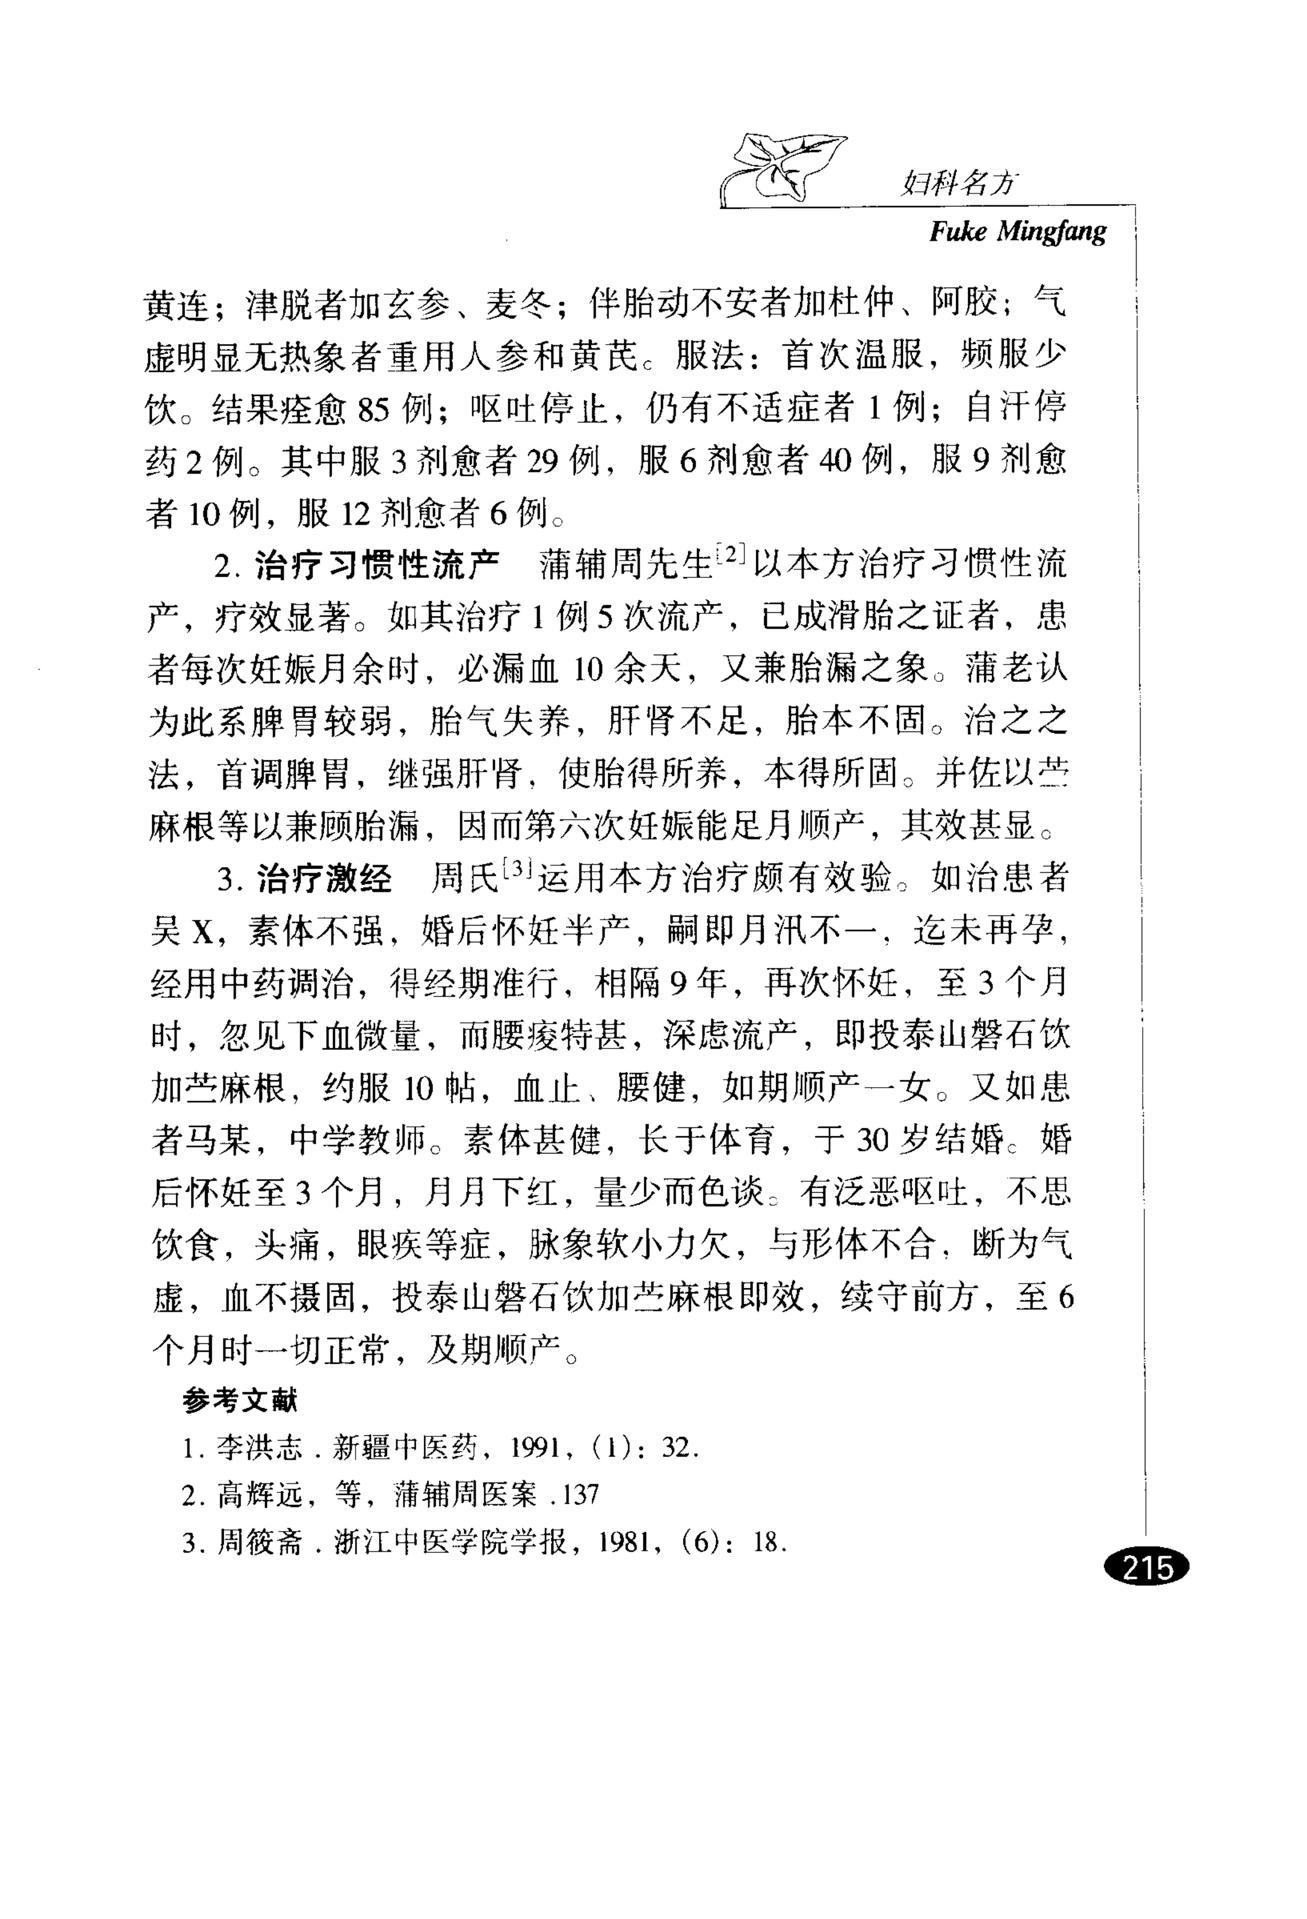 妇科名方
Fuke Mingfang
黄连；津脱者加玄参、麦冬；伴胎动不安者加杜仲、阿胶；气
虚明显无热象者重用人参和黄芪。服法：首次温服，频服少
饮。结果痊愈 85 例；呕吐停止，仍有不适症者 1 例；自汗停
药 2 例。其中服 3 剂愈者 29 例，服 6 剂愈者 40 例，服 9 剂愈
者 10 例，服 12 剂愈者 6 例。
2. 治疗习惯性流产　蒲辅周先生[2]以本方治疗习惯性流
产，疗效显著。如其治疗 1 例 5 次流产，已成滑胎之证者，患
者每次妊娠月余时，必漏血 10 余天，又兼胎漏之象。蒲老认
为此系脾胃较弱，胎气失养，肝肾不足，胎本不固。治之之
法，首调脾胃，继强肝肾，使胎得所养，本得所固。并佐以苎
麻根等以兼顾胎漏，因而第六次妊娠能足月顺产，其效甚显。
3. 治疗激经　周氏[3]运用本方治疗颇有效验。如治患者
吴 X，素体不强，婚后怀妊半产，嗣即月汛不一，迄未再孕，
经用中药调治，得经期准行，相隔 9 年，再次怀妊，至 3 个月
时，忽见下血微量，而腰痠特甚，深虑流产，即投泰山磐石饮
加苎麻根，约服 10 帖，血止、腰健，如期顺产一女。又如患
者马某，中学教师。素体甚健，长于体育，于 30 岁结婚。婚
后怀妊至 3 个月，月月下红，量少而色谈。有泛恶呕吐，不思
饮食，头痛，眼疾等症，脉象软小力欠，与形体不合，断为气
虚，血不摄固，投泰山磐石饮加苎麻根即效，续守前方，至 6
个月时一切正常，及期顺产。
参考文献
1. 李洪志．新疆中医药，1991，(1)：32.
2. 高辉远，等，蒲辅周医案 .137
3. 周筱斋．浙江中医学院学报，1981，(6)：18.
215